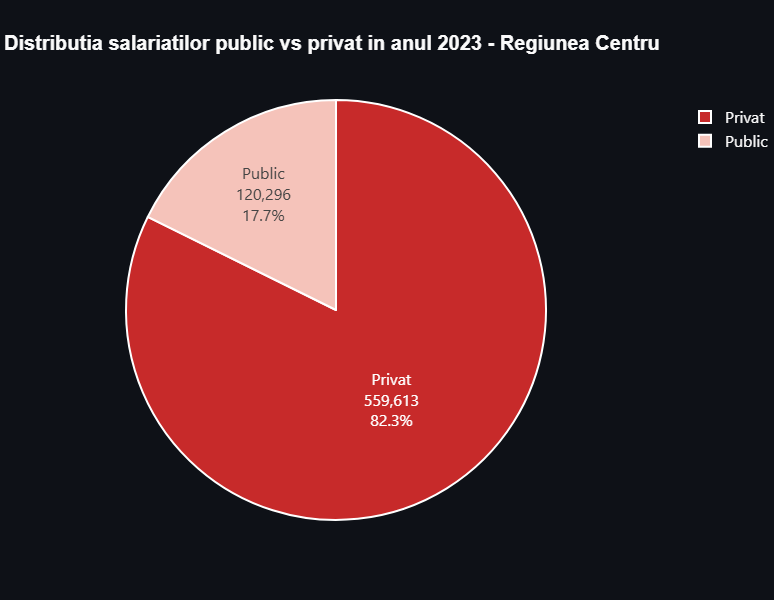 Distributia salariatilor public vs privat in anul 2023 - Regiunea Centru
Privat
Public
Public
120,296
17.7%
Privat
559,613
82.3%